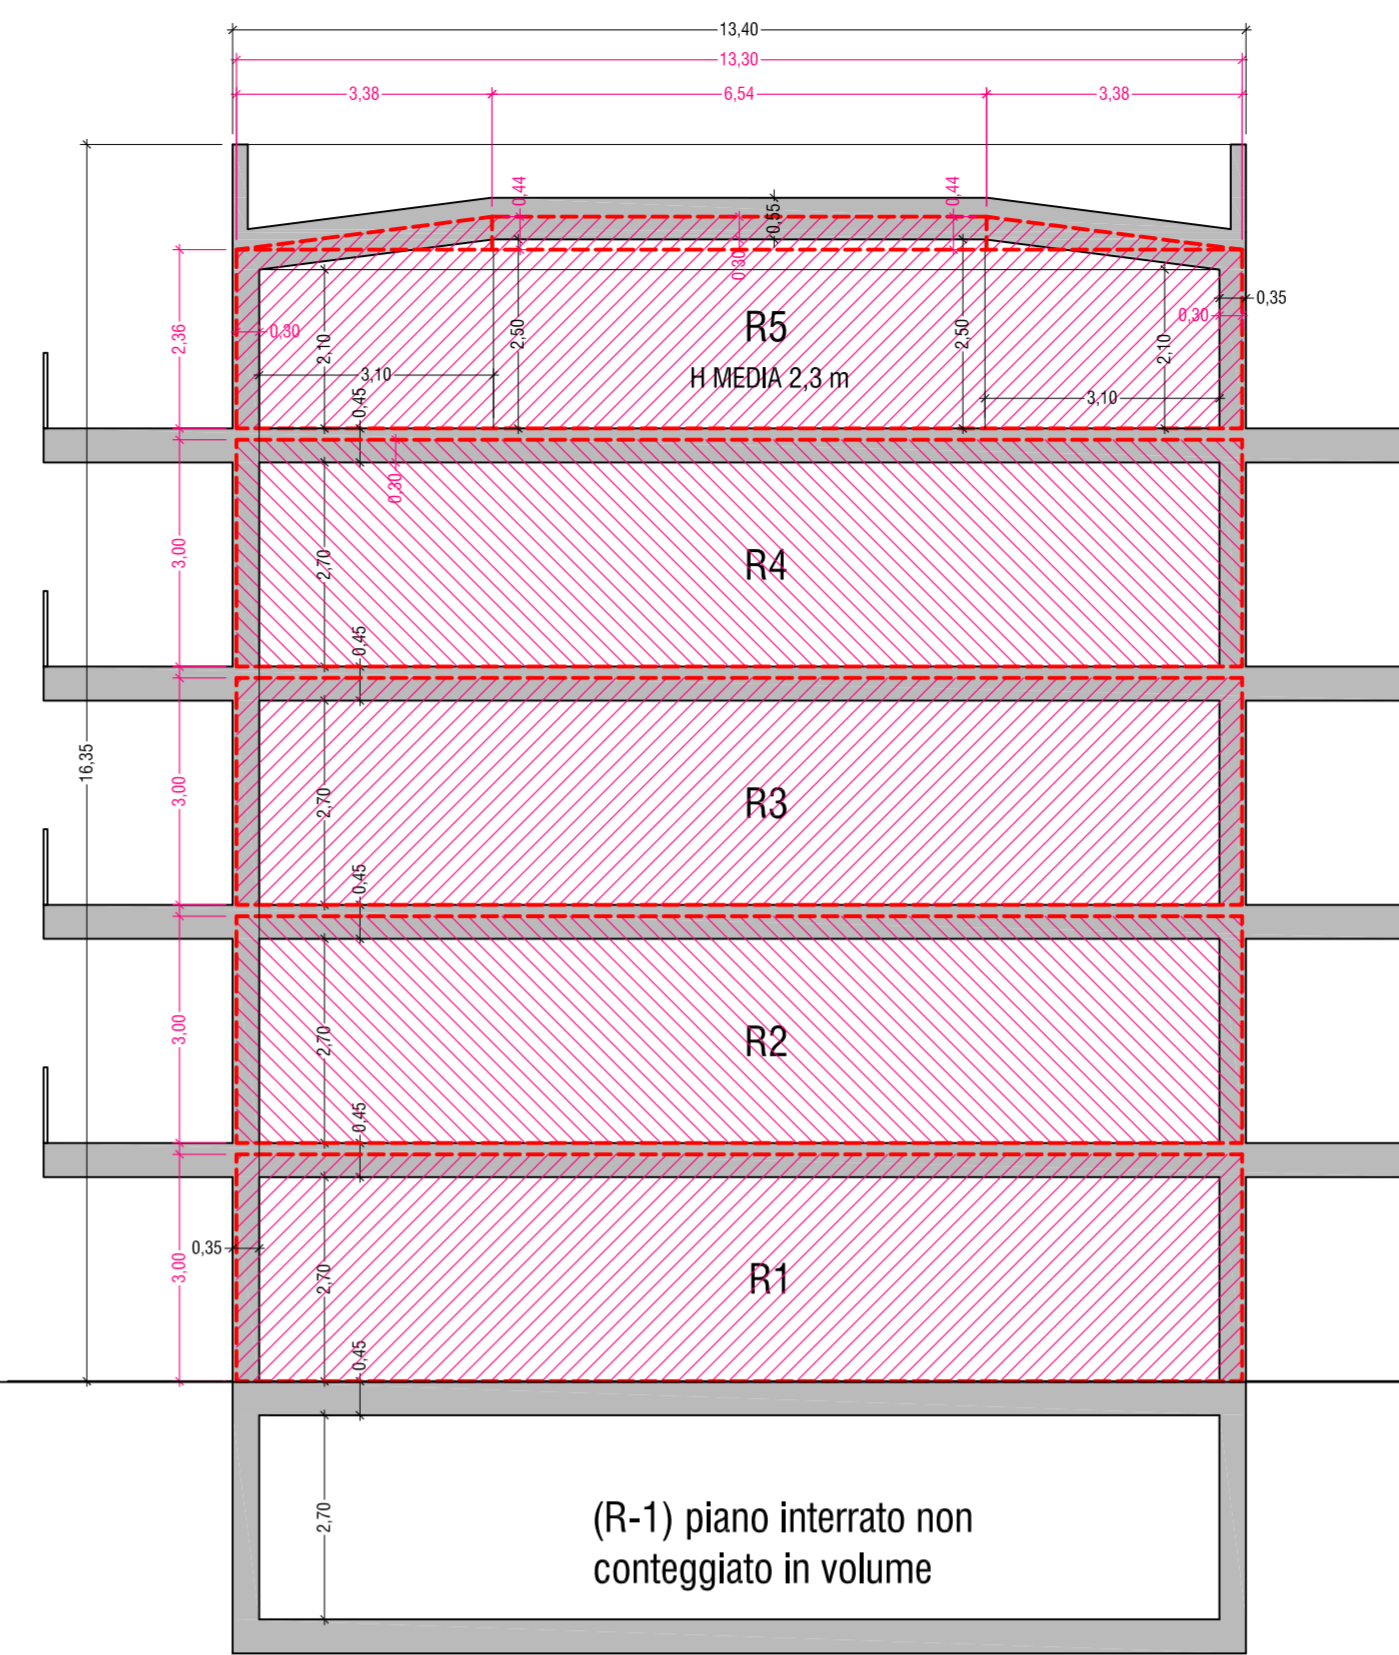 13,40
13,30
3,38 6,54 3,38
0,44 0,55 0,44
0,30
2,36 0,30 2,10 2,50 R5 2,50 2,10 0,30 0,35
H MEDIA 2,3 m
3,10 3,10
0,45
0,30
3,00 2,70 R4
0,45
16,35
3,00 2,70 R3
0,45
3,00 2,70 R2
0,45
0,35
3,00 2,70 R1
0,45
2,70
(R-1) piano interrato non
conteggiato in volume